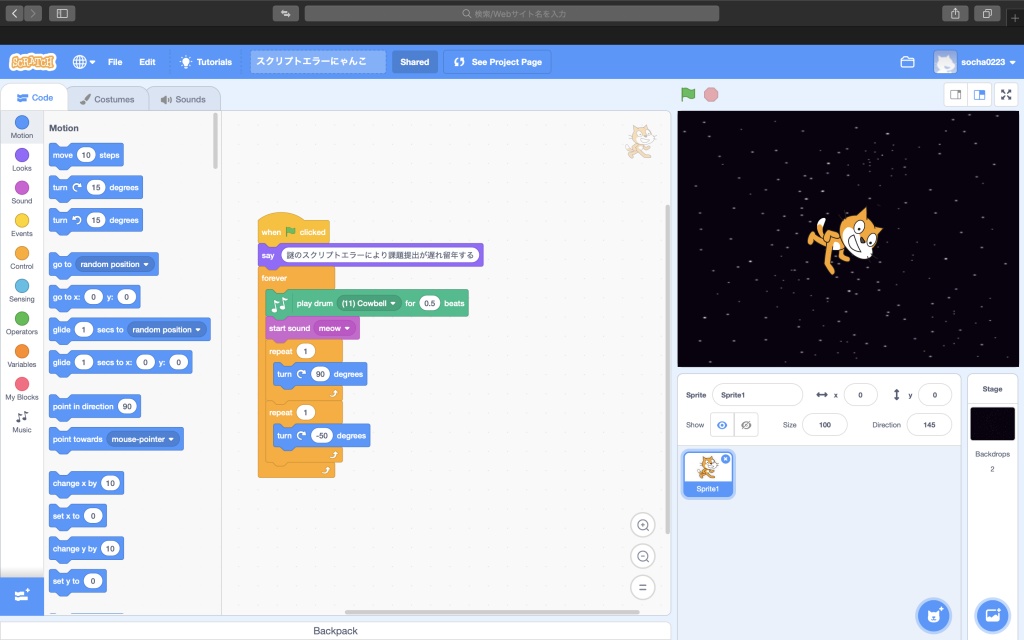 検索/Webサイト名を入力
SCRATCH
File
Edit
Tutorials
スクリプトエラーにゃんこ
Shared
See Project Page
socha0223
Code
Costumes
Sounds
Motion
Looks
Sound
Events
Control
Sensing
Operators
Variables
My Blocks
Music
Motion
move 10 steps
turn 15 degrees
turn 15 degrees
go to random position
go to x: 0 y: 0
glide 1 secs to random position
glide 1 secs to x: 0 y: 0
point in direction 90
point towards mouse-pointer
change x by 10
set x to 0
change y by 10
set y to 0
when clicked
say 謎のスクリプトエラーにより課題提出が遅れ留年する
forever
play drum (11) Cowbell for 0.5 beats
start sound meow
repeat 1
turn 90 degrees
repeat 1
turn -50 degrees
Backpack
Sprite Sprite1 x 0 y 0
Show Size 100 Direction 145
Sprite1
Stage
Backdrops
2